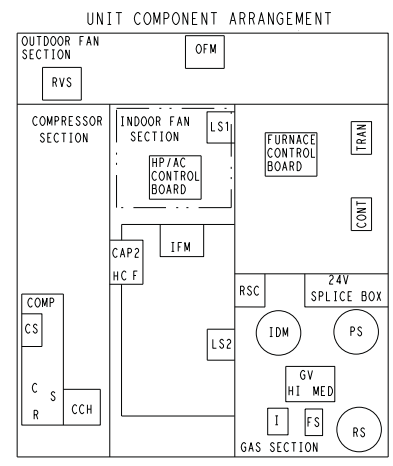 UNIT COMPONENT ARRANGEMENT
OUTDOOR FAN
SECTION
OFM
RVS
COMPRESSOR
SECTION
INDOOR FAN
SECTION
LS1
HP/AC
CONTROL
BOARD
FURNACE
CONTROL
BOARD
TRAN
CONT
CAP2
HC F
IFM
RSC
24V
SPLICE BOX
COMP
CS
C
S
R
CCH
LS2
IDM
PS
GV
HI MED
I
FS
RS
GAS SECTION